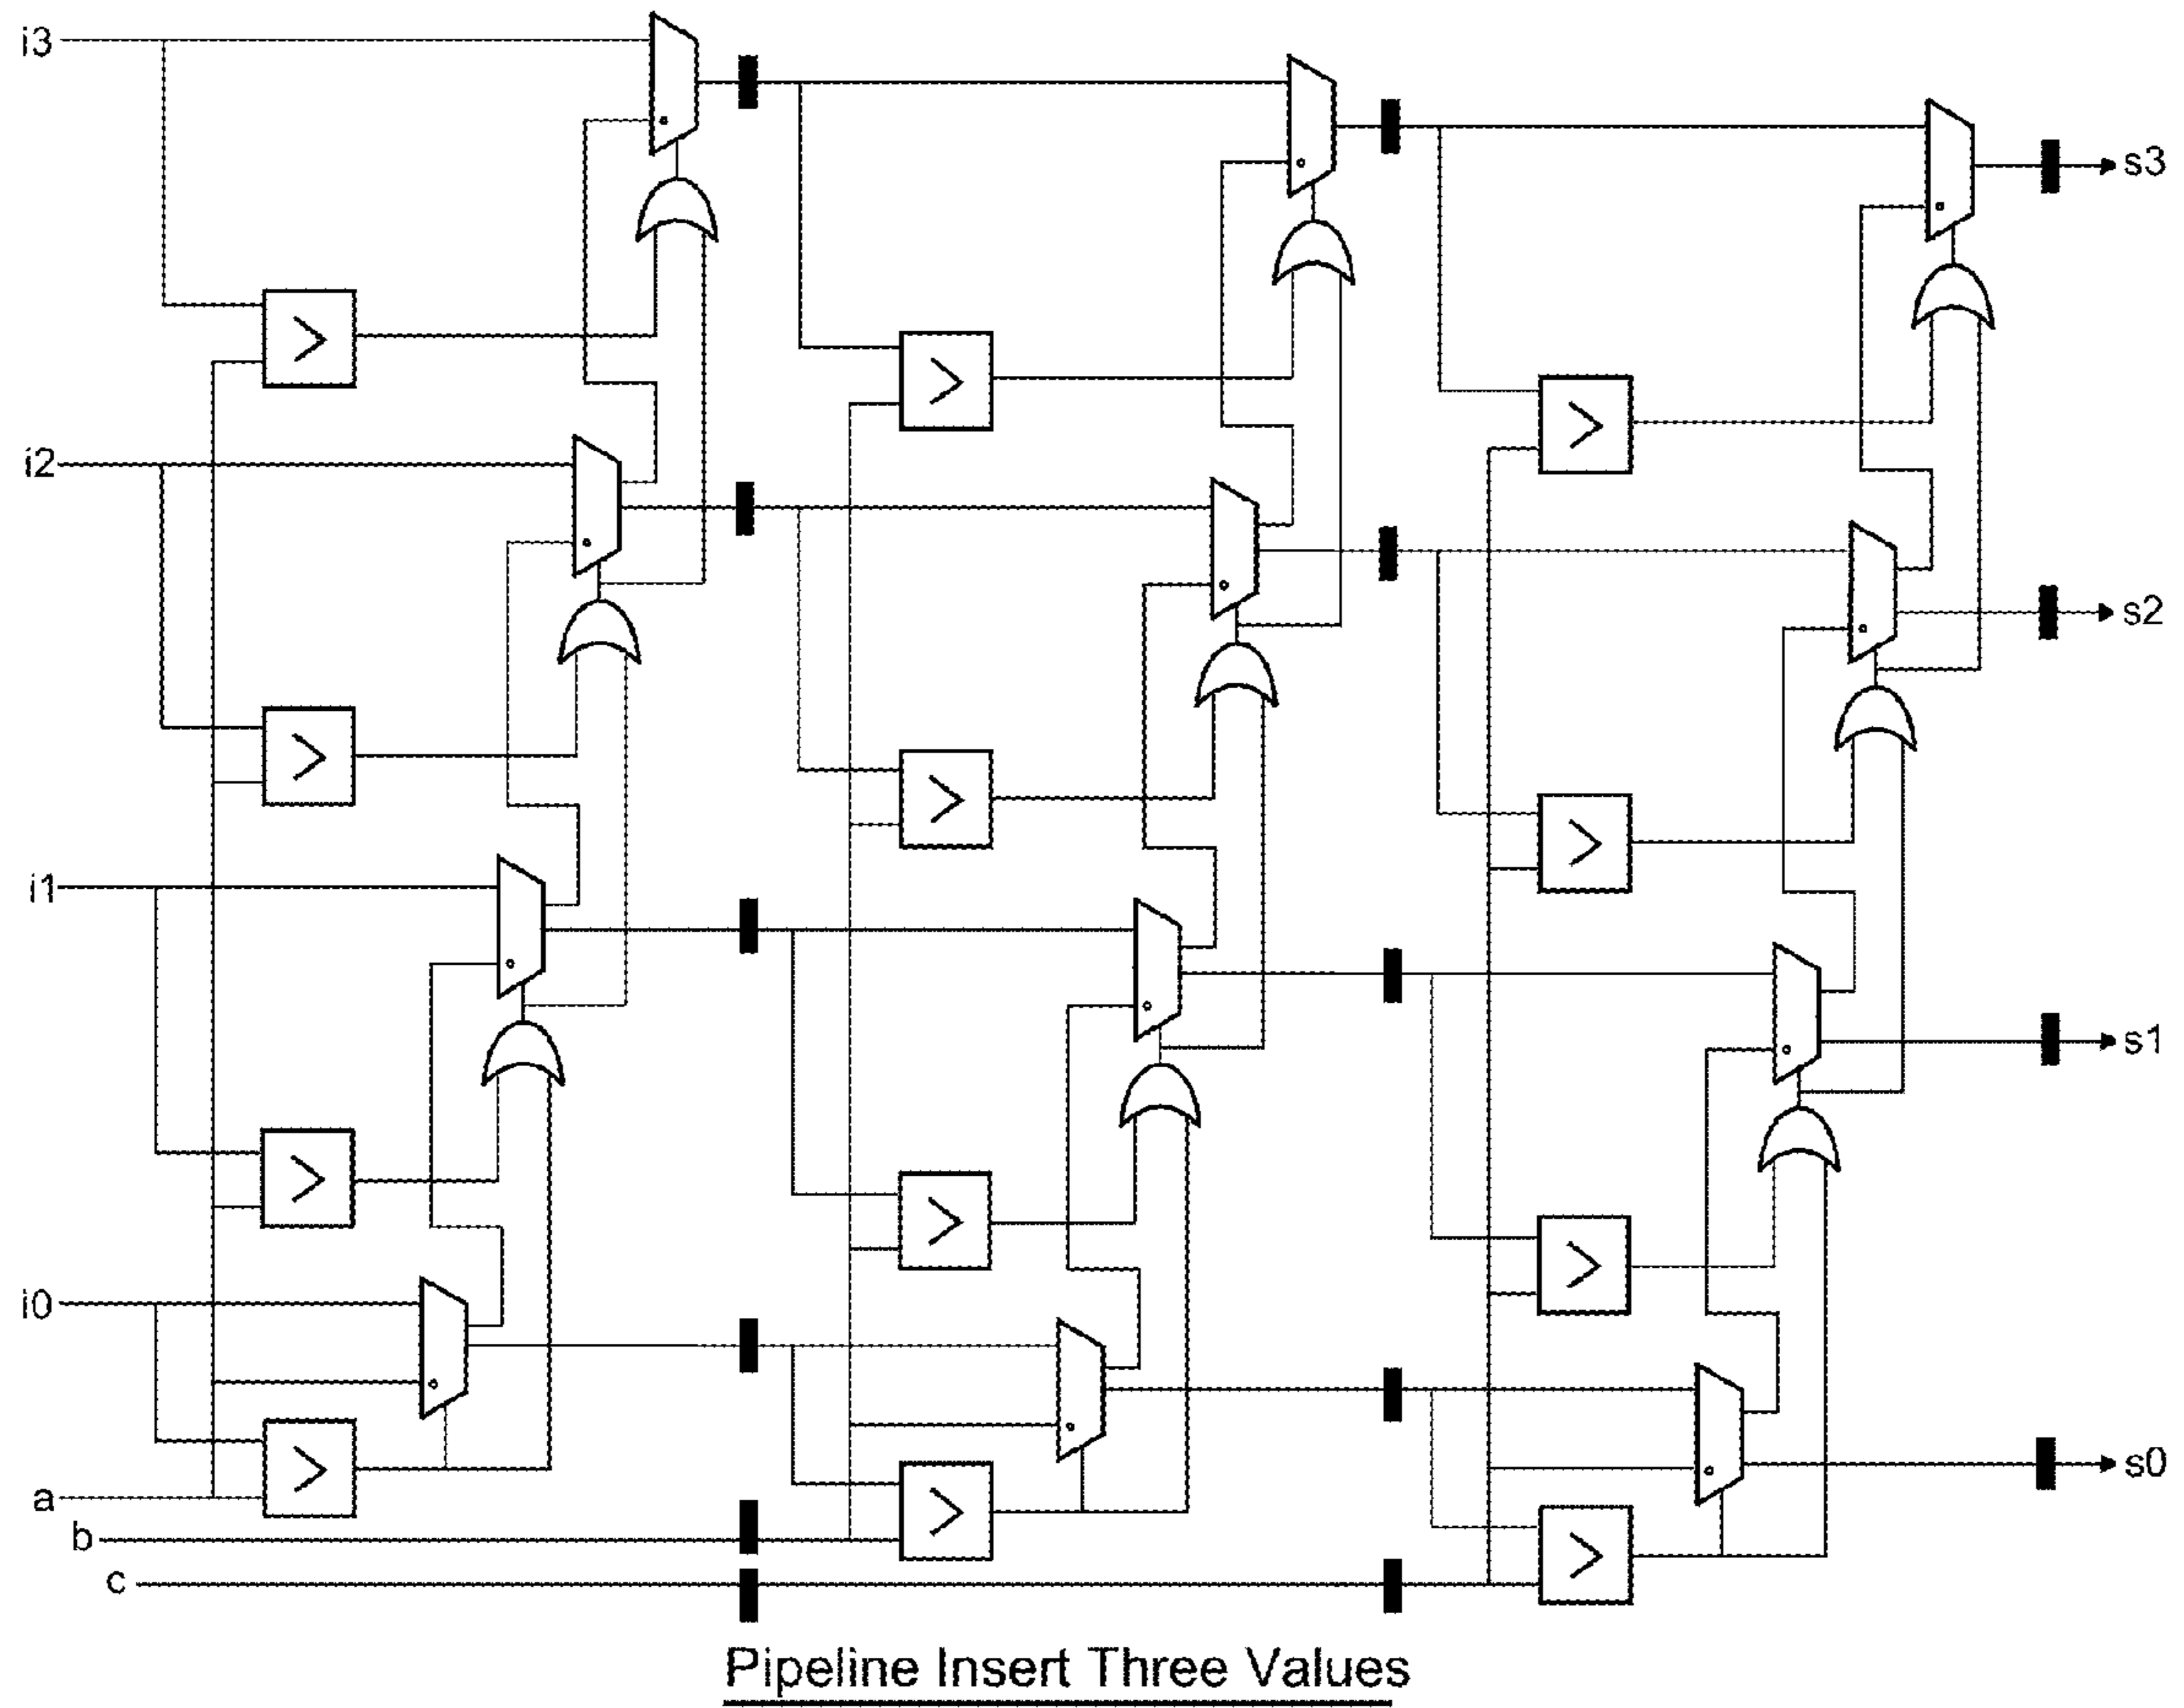 i3
s3
>
>
>
i2
s2
>
>
>
i1
s1
>
>
>
i0
s0
>
>
>
a
b
c
Pipeline Insert Three Values